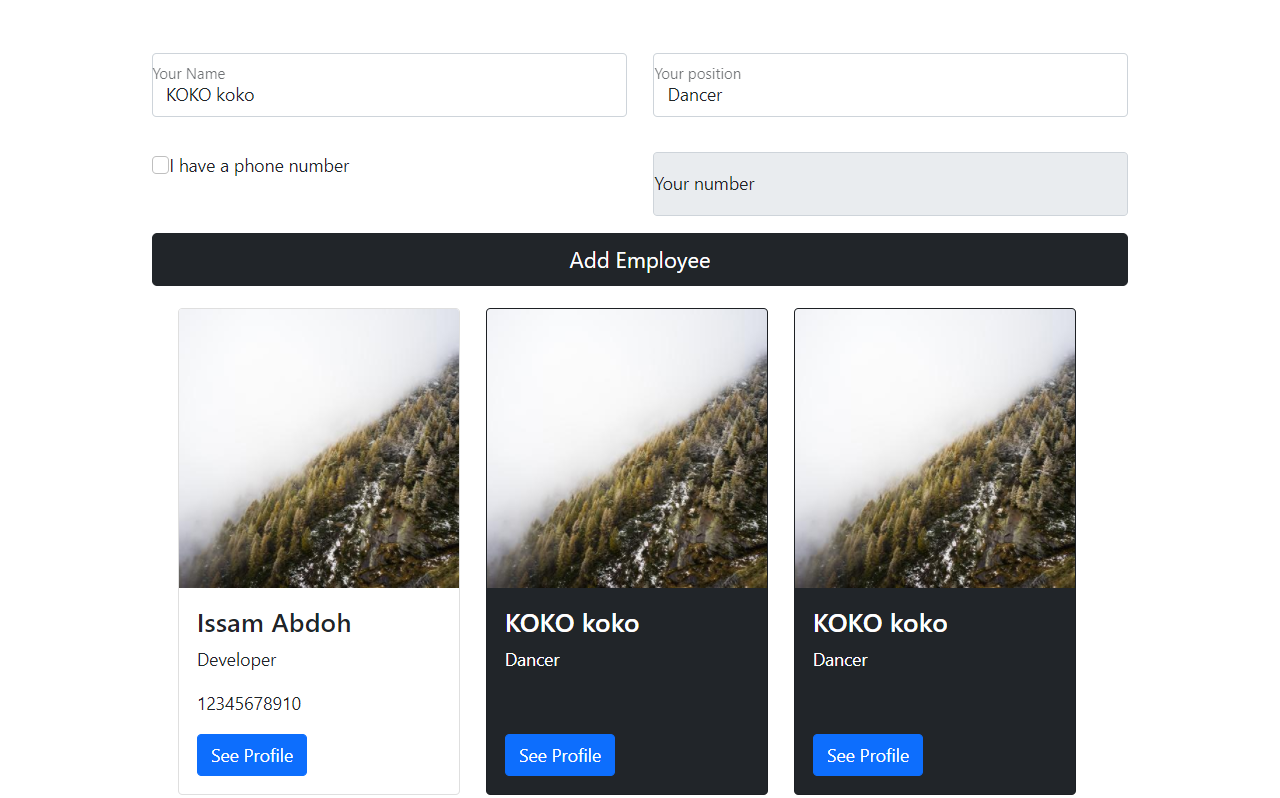 Your Name
KOKO koko
Your position
Dancer
I have a phone number
Your number
Add Employee
Issam Abdoh
Developer
12345678910
See Profile
KOKO koko
Dancer
See Profile
KOKO koko
Dancer
See Profile